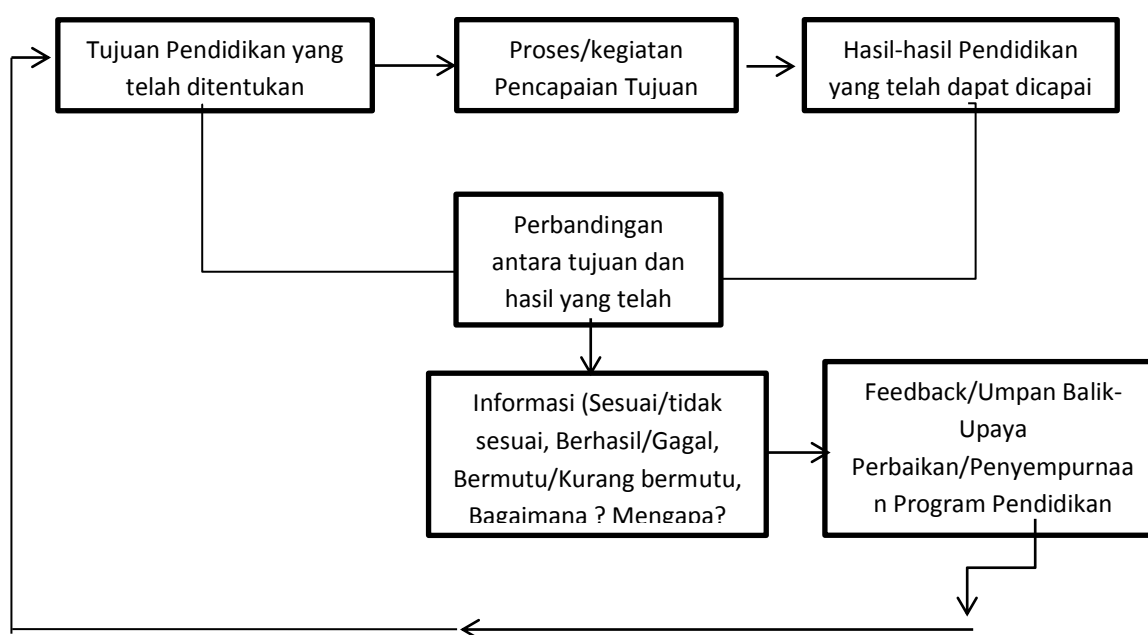 Tujuan Pendidikan yang
telah ditentukan
Proses/kegiatan
Pencapaian Tujuan
Hasil-hasil Pendidikan
yang telah dapat dicapai
Perbandingan
antara tujuan dan
hasil yang telah
Informasi (Sesuai/tidak
sesuai, Berhasil/Gagal,
Bermutu/Kurang bermutu,
Bagaimana ? Mengapa?
Feedback/Umpan Balik-
Upaya
Perbaikan/Penyempurnaa
n Program Pendidikan